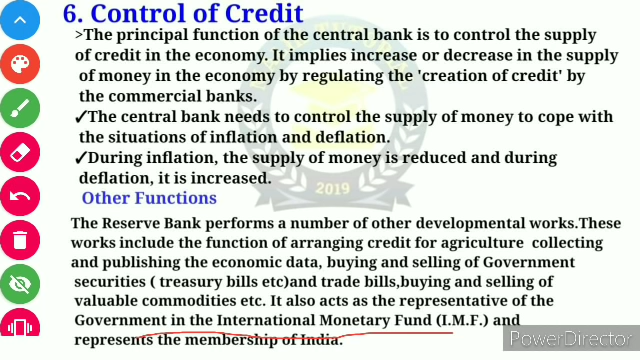 6. Control of Credit
>The principal function of the central bank is to control the supply
of credit in the economy. It implies increase or decrease in the supply
of money in the economy by regulating the 'creation of credit' by
the commercial banks.
✓The central bank needs to control the supply of money to cope with
the situations of inflation and deflation.
✓During inflation, the supply of money is reduced and during
deflation, it is increased.
2019
Other Functions
The Reserve Bank performs a number of other developmental works.These
works include the function of arranging credit for agriculture collecting
and publishing the economic data, buying and selling of Government
securities ( treasury bills etc)and trade bills,buying and selling of
valuable commodities etc. It also acts as the representative of the
Government in the International Monetary Fund (I.M.F.) and
represents the membership of India.
PowerDirector